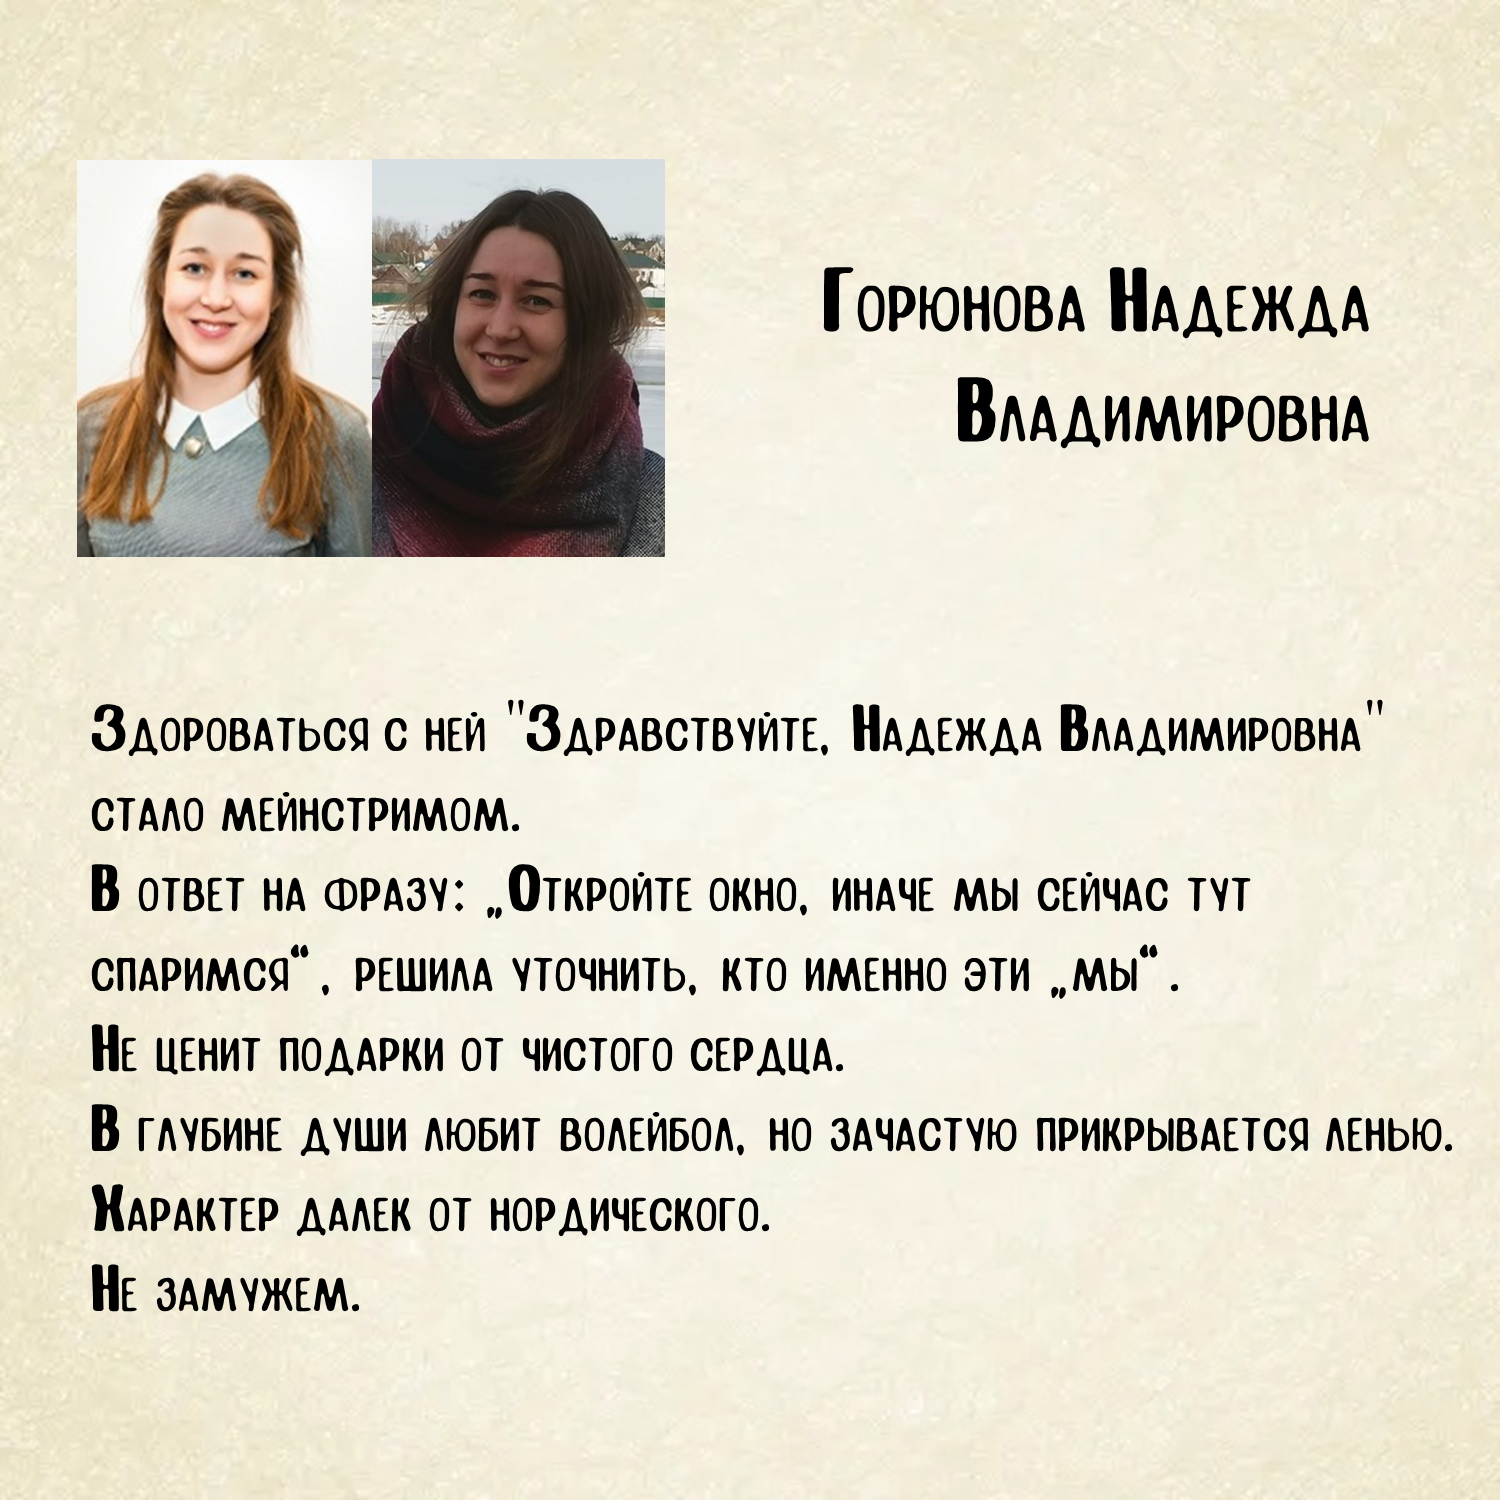 Горюнова Надежда
Владимировна
Здороваться с ней "Здравствуйте, Надежда Владимировна"
стало мейнстримом.
В ответ на фразу: „Откройте окно, иначе мы сейчас тут
спаримся“, решила уточнить, кто именно эти „мы“.
Не ценит подарки от чистого сердца.
В глубине души любит волейбол, но зачастую прикрывается ленью.
Характер далек от нордического.
Не замужем.